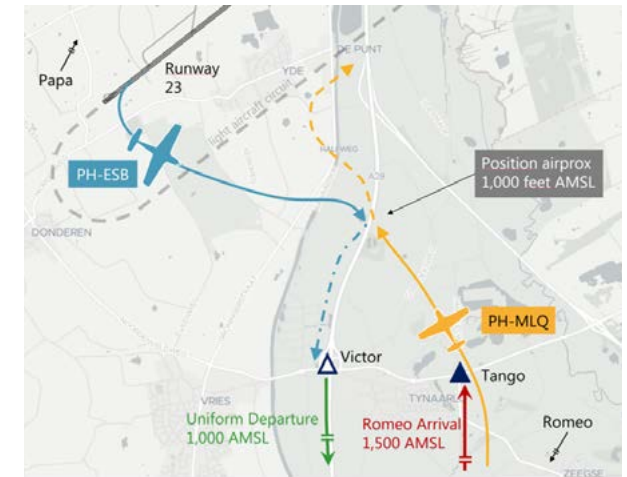 DE PUNT
Papa
Runway
23
YDE
light aircraft circuit
HALFWEG
A28
PH-ESB
Position airprox
1,000 feet AMSL
DONDEREN
PH-MLQ
Victor
Tango
VRIES
TYNAARLO
Uniform Departure
1,000 AMSL
Romeo Arrival
1,500 AMSL
Romeo
ZEEGSE